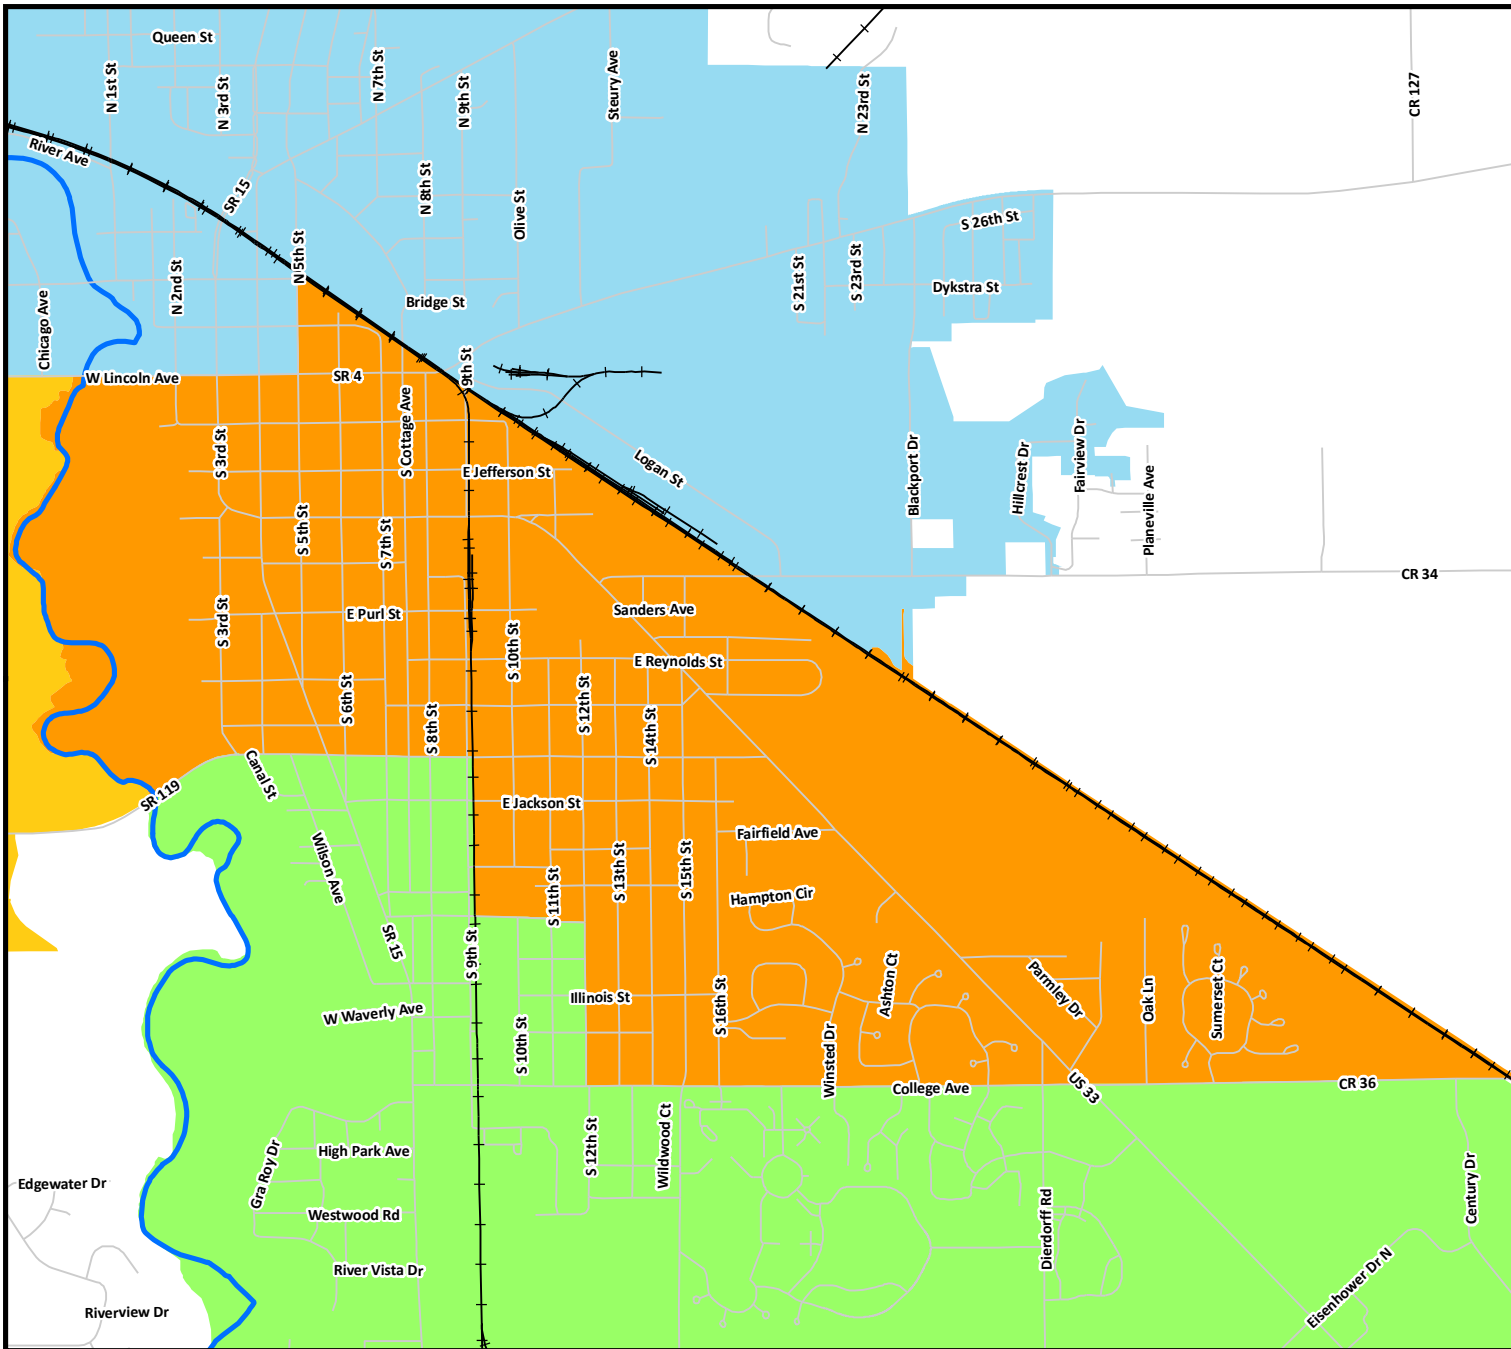 Queen St
N 1st St
N 3rd St
N 7th St
N 9th St
Steury Ave
N 23rd St
CR 127
River Ave
SR 15
N 8th St
Olive St
S 26th St
N 5th St
N 2nd St
S 21st St
S 23rd St
Dykstra St
Bridge St
Chicago Ave
W Lincoln Ave
SR 4
9th St
S Cottage Ave
S 3rd St
E Jefferson St
Logan St
Blackport Dr
Hillcrest Dr
Fairview Dr
Planeville Ave
S 5th St
S 7th St
CR 34
S 3rd St
E Purl St
Sanders Ave
S 10th St
E Reynolds St
S 6th St
S 8th St
S 12th St
S 14th St
Canal St
SR 119
E Jackson St
Fairfield Ave
Wilson Ave
S 11th St
S 13th St
S 15th St
Hampton Cir
SR 15
S 9th St
Illinois St
S 16th St
Ashton Ct
Parmley Dr
Oak Ln
Somerset Ct
W Waverly Ave
S 10th St
Winsted Dr
College Ave
US 33
CR 36
High Park Ave
Gra Roy Dr
S 12th St
Wildwood Ct
Edgewater Dr
Westwood Rd
Dierdorff Rd
Century Dr
River Vista Dr
Eisenhower Dr N
Riverview Dr